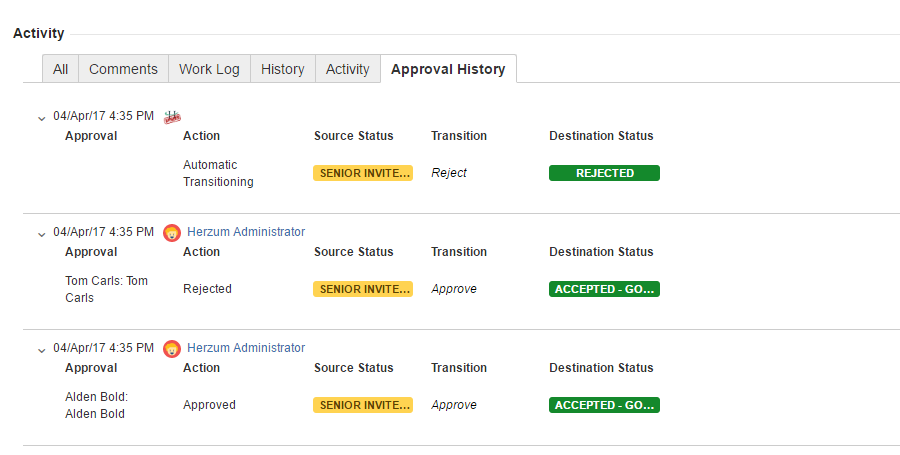 Activity
All Comments Work Log History Activity Approval History
04/Apr/17 4:35 PM
Approval Action Source Status Transition Destination Status
Automatic
Transitioning
SENIOR INVITE... Reject REJECTED
04/Apr/17 4:35 PM Herzum Administrator
Approval Action Source Status Transition Destination Status
Tom Carls: Tom
Carls
Rejected SENIOR INVITE... Approve ACCEPTED - GO...
04/Apr/17 4:35 PM Herzum Administrator
Approval Action Source Status Transition Destination Status
Alden Bold:
Alden Bold
Approved SENIOR INVITE... Approve ACCEPTED - GO...